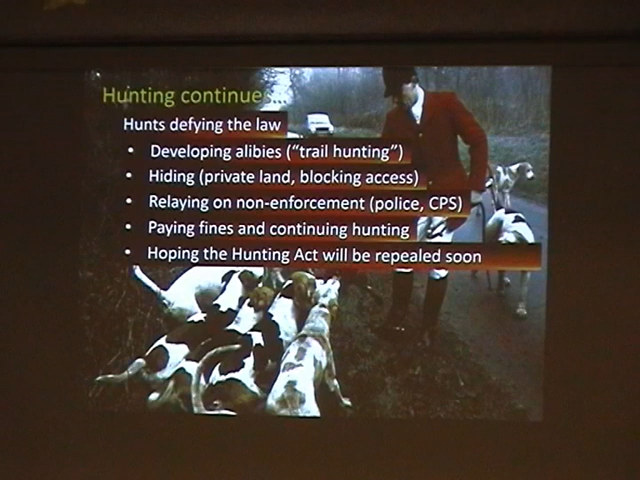 Hunting continues...
Hunts defying the law
• Developing alibies (“trail hunting”)
• Hiding (private land, blocking access)
• Relaying on non-enforcement (police, CPS)
• Paying fines and continuing hunting
• Hoping the Hunting Act will be repealed soon